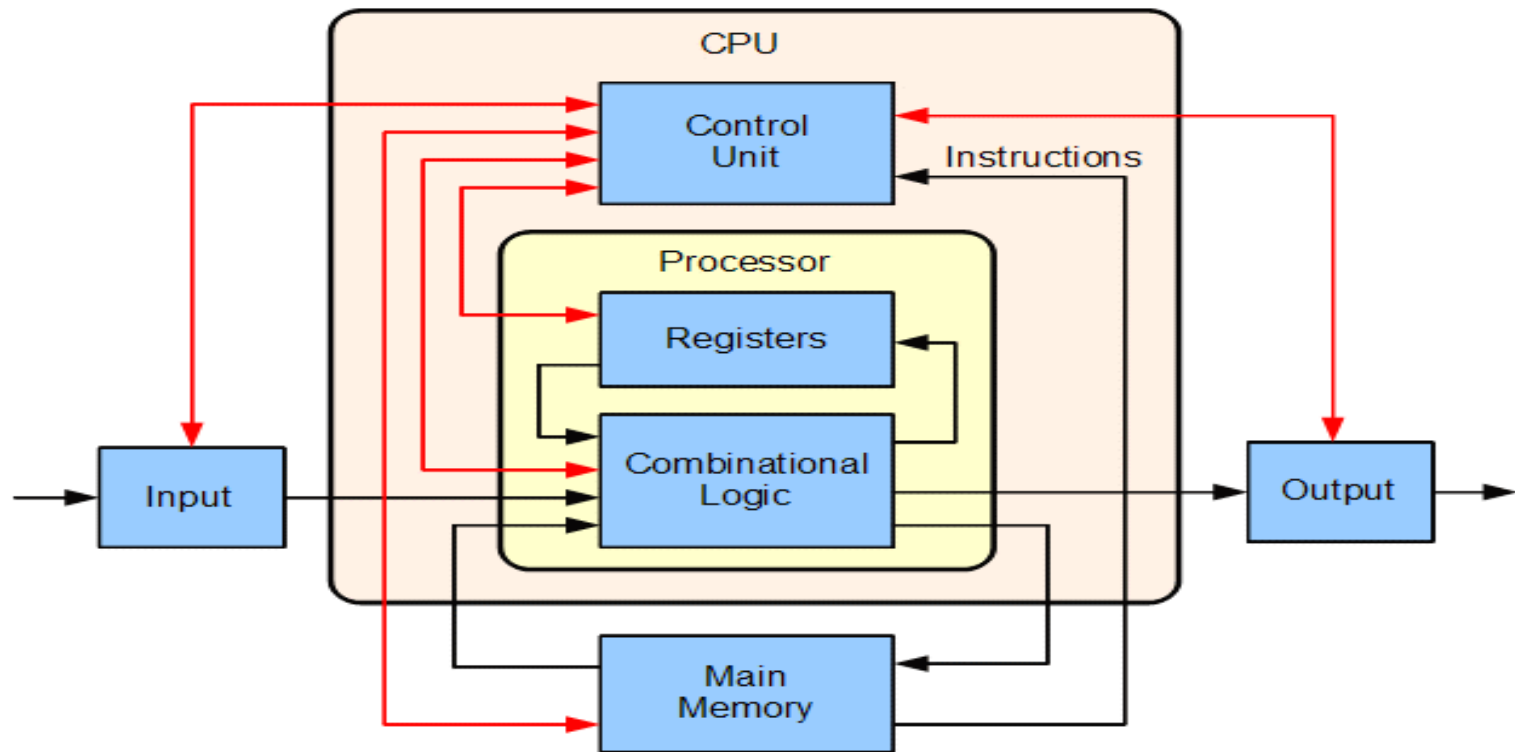 CPU
Control
Unit
Instructions
Processor
Registers
Combinational
Logic
Input
Output
Main
Memory